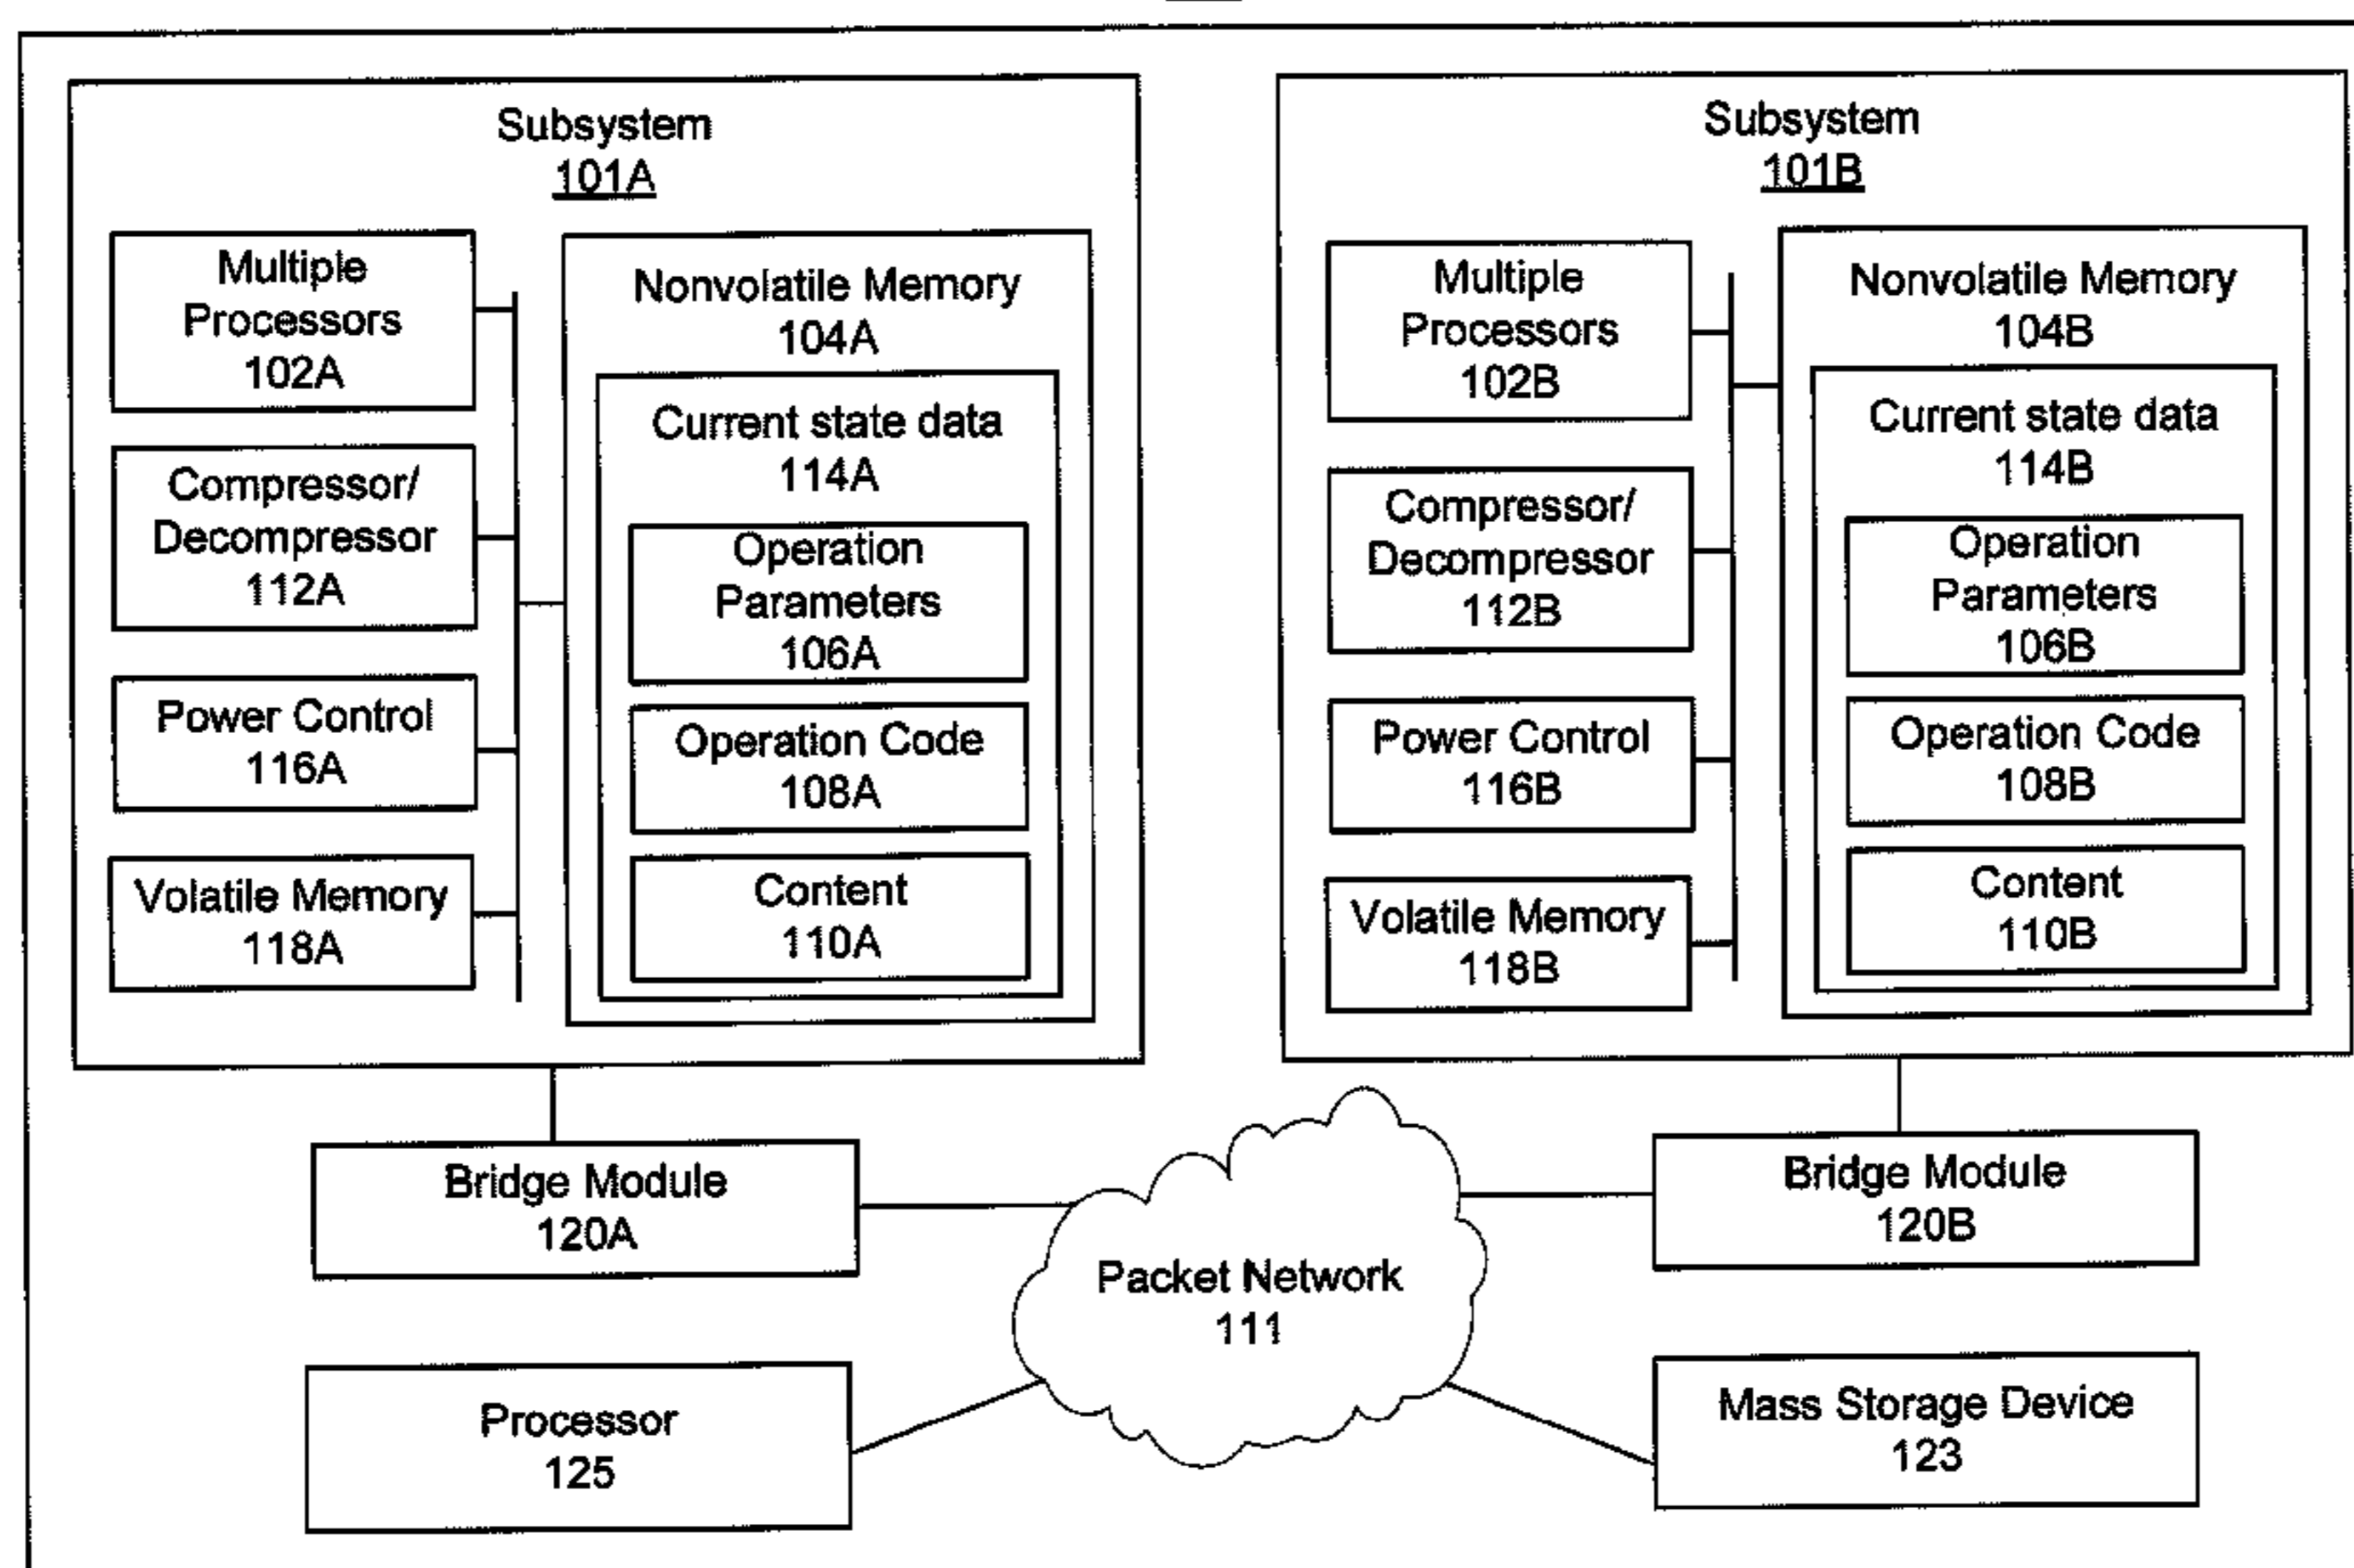 Subsystem
101A
Multiple
Processors
102A
Compressor/
Decompressor
112A
Power Control
116A
Volatile Memory
118A
Nonvolatile Memory
104A
Current state data
114A
Operation
Parameters
106A
Operation Code
108A
Content
110A
Subsystem
101B
Multiple
Processors
102B
Compressor/
Decompressor
112B
Power Control
116B
Volatile Memory
118B
Nonvolatile Memory
104B
Current state data
114B
Operation
Parameters
106B
Operation Code
108B
Content
110B
Bridge Module
120A
Packet Network
111
Bridge Module
120B
Processor
125
Mass Storage Device
123